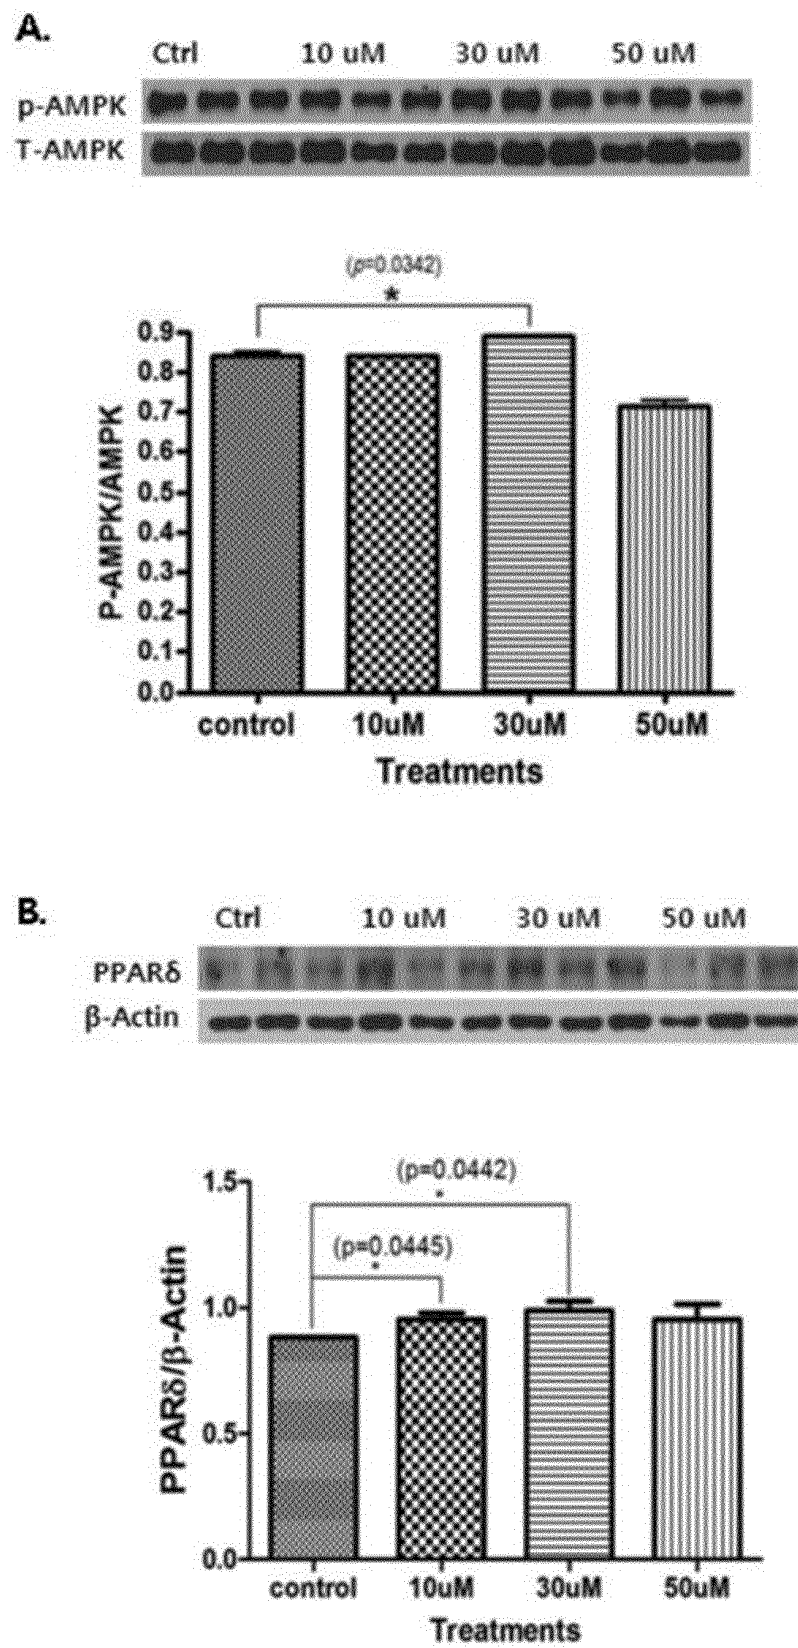 A.
Ctrl 10 uM 30 uM 50 uM
p-AMPK
T-AMPK
(p=0.0342)
*
0.9
0.8
0.7
0.6
0.5
0.4
0.3
0.2
0.1
0.0
P-AMPK/AMPK
control 10uM 30uM 50uM
Treatments
B.
Ctrl 10 uM 30 uM 50 uM
PPARδ
β-Actin
(p=0.0442)
*
(p=0.0445)
*
1.5
1.0
0.5
0.0
PPARδ/β-Actin
control 10uM 30uM 50uM
Treatments